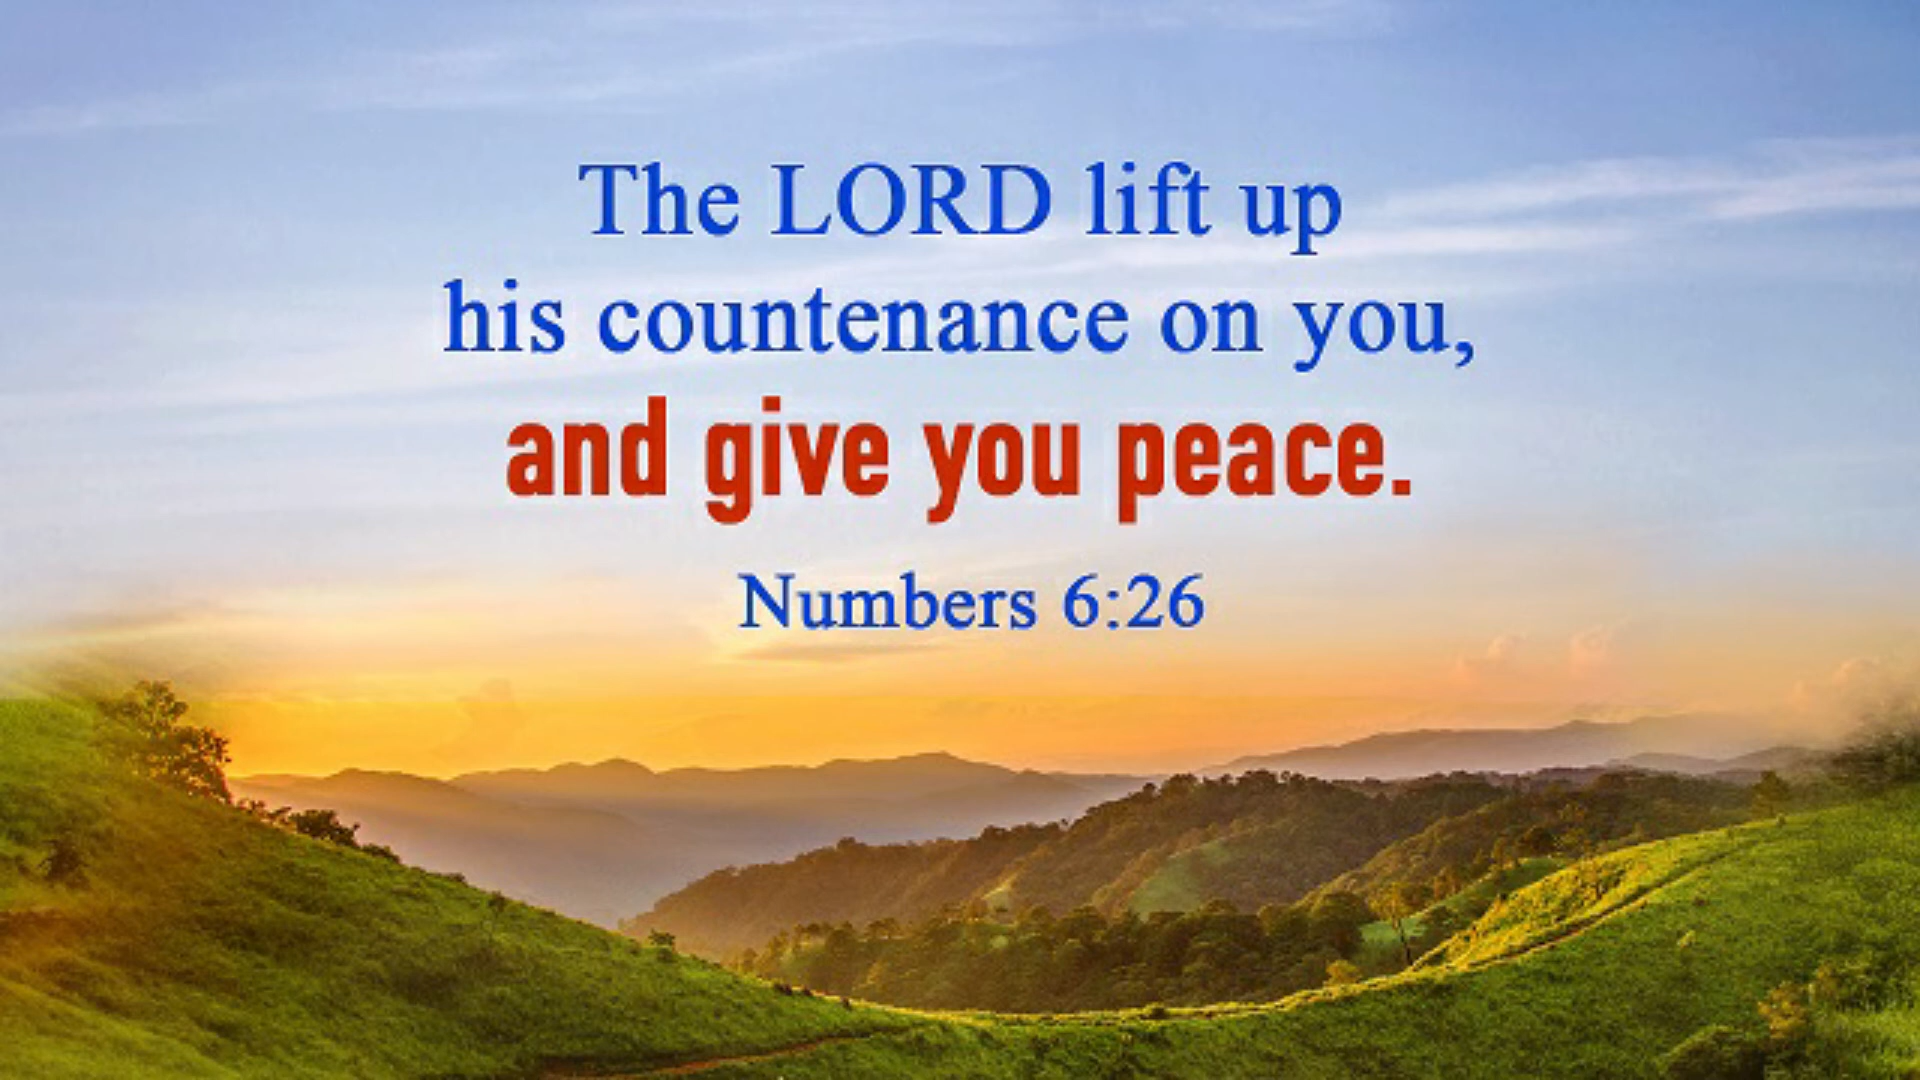 The LORD lift up
his countenance on you,
and give you peace.
Numbers 6:26